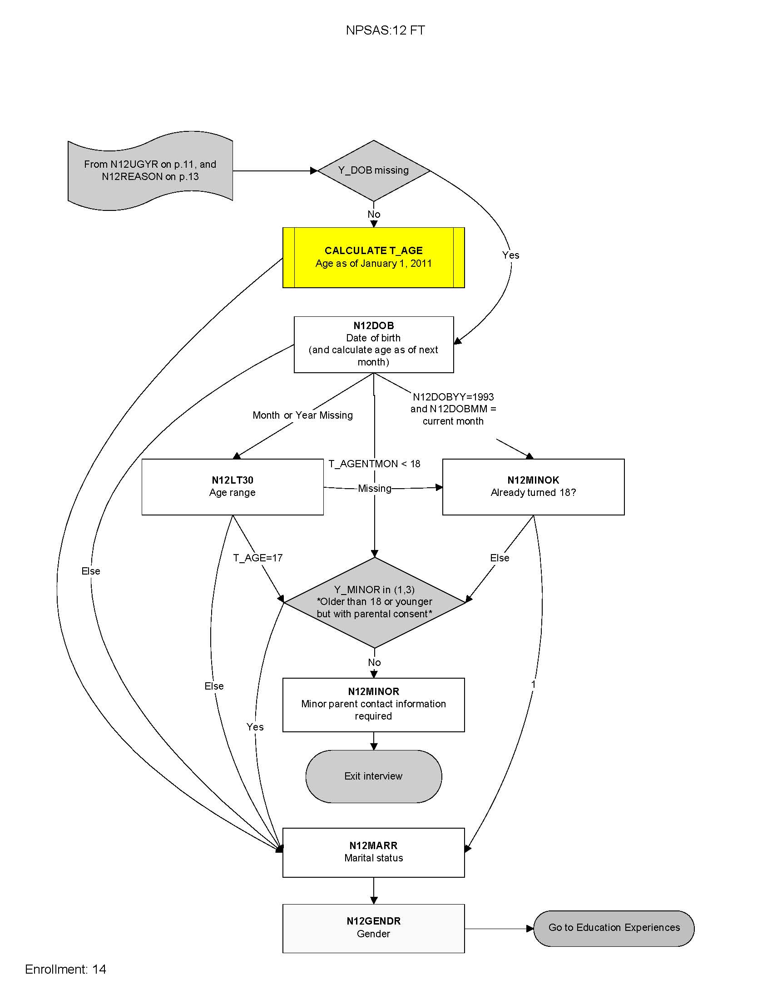 NPSAS:12 FT
From N12UGYR on p.11, and
N12REASON on p.13
Y_DOB missing
No
Yes
CALCULATE T_AGE
Age as of January 1, 2011
N12DOB
Date of birth
(and calculate age as of next
month)
Month or Year Missing
N12DOBYY=1993
and N12DOBMM =
current month
T_AGENTMON < 18
N12LT30
Age range
Missing
N12MINOK
Already turned 18?
Else
T_AGE=17
Else
Y_MINOR in (1,3)
*Older than 18 or younger
but with parental consent*
No
Else
Yes
1
N12MINOR
Minor parent contact information
required
Exit interview
N12MARR
Marital status
N12GENDR
Gender
Go to Education Experiences
Enrollment: 14